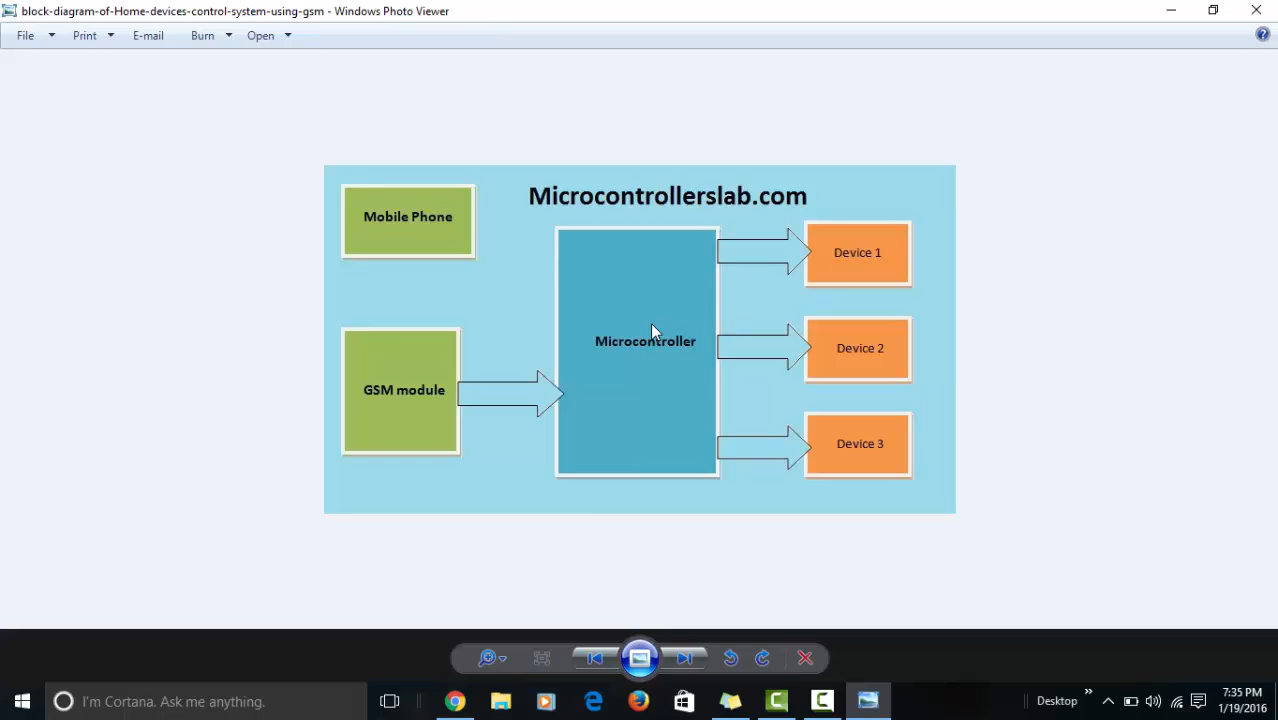 block-diagram-of-Home-devices-control-system-using-gsm - Windows Photo Viewer
File Print E-mail Burn Open
Microcontrollerslab.com
Mobile Phone
Device 1
Microcontroller
Device 2
GSM module
Device 3
I'm Cortana. Ask me anything.
Desktop
7:35 PM
1/19/2016